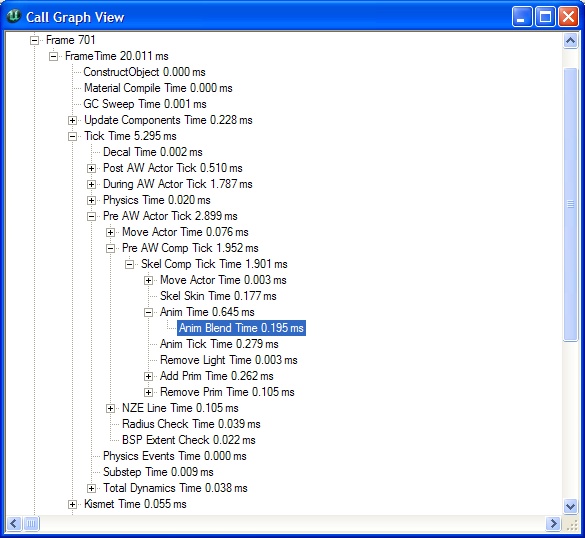 Call Graph View
Frame 701
FrameTime 20.011 ms
ConstructObject 0.000 ms
Material Compile Time 0.000 ms
GC Sweep Time 0.001 ms
Update Components Time 0.228 ms
Tick Time 5.295 ms
Decal Time 0.002 ms
Post AW Actor Tick 0.510 ms
During AW Actor Tick 1.787 ms
Physics Time 0.020 ms
Pre AW Actor Tick 2.899 ms
Move Actor Time 0.076 ms
Pre AW Comp Tick 1.952 ms
Skel Comp Tick Time 1.901 ms
Move Actor Time 0.003 ms
Skel Skin Time 0.177 ms
Anim Time 0.645 ms
Anim Blend Time 0.195 ms
Anim Tick Time 0.279 ms
Remove Light Time 0.003 ms
Add Prim Time 0.262 ms
Remove Prim Time 0.105 ms
NZE Line Time 0.105 ms
Radius Check Time 0.039 ms
BSP Extent Check 0.022 ms
Physics Events Time 0.000 ms
Substep Time 0.009 ms
Total Dynamics Time 0.038 ms
Kismet Time 0.055 ms